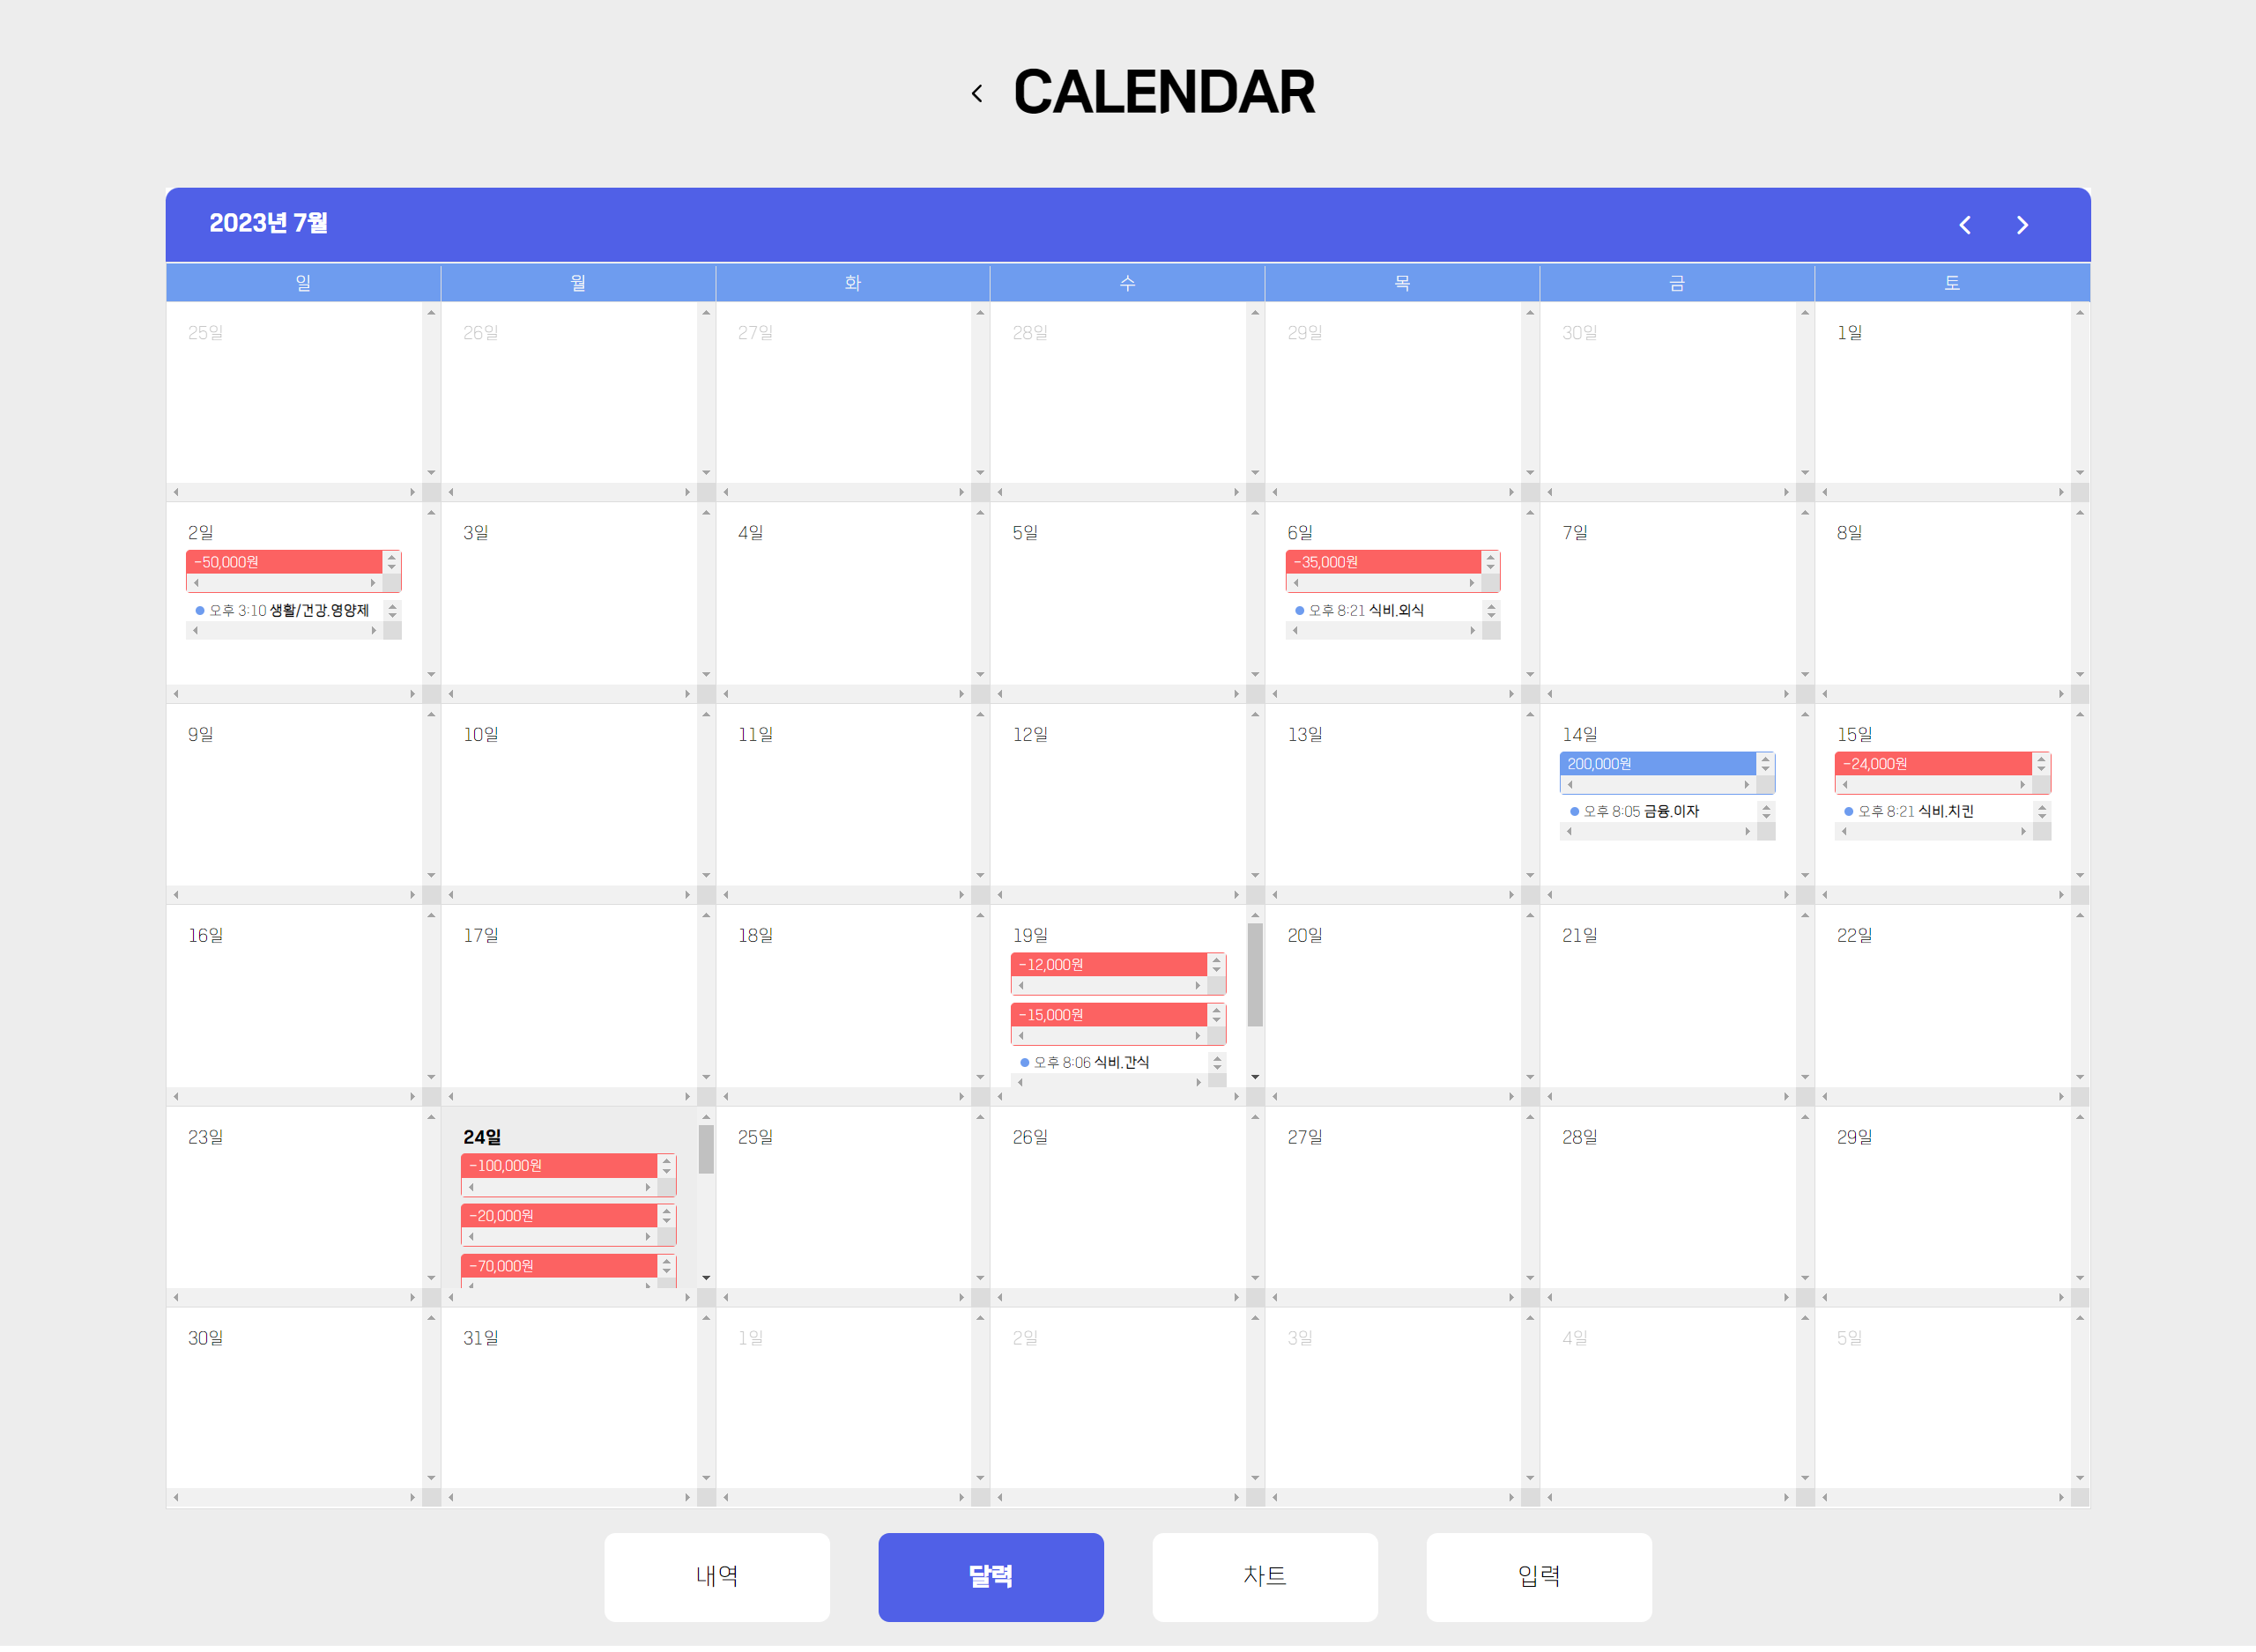 CALENDAR
2023년 7월
일 월 화 수 목 금 토
25일 26일 27일 28일 29일 30일 1일
2일 3일 4일 5일 6일 7일 8일
-50,000원 -35,000원
오후 3:10 생활/건강.영양제 오후 8:21 식비.외식
9일 10일 11일 12일 13일 14일 15일
200,000원 -24,000원
오후 8:05 금융.이자 오후 8:21 식비.치킨
16일 17일 18일 19일 20일 21일 22일
-12,000원
-15,000원
오후 8:06 식비.간식
23일 24일 25일 26일 27일 28일 29일
-100,000원
-20,000원
-70,000원
30일 31일 1일 2일 3일 4일 5일
내역 달력 차트 입력